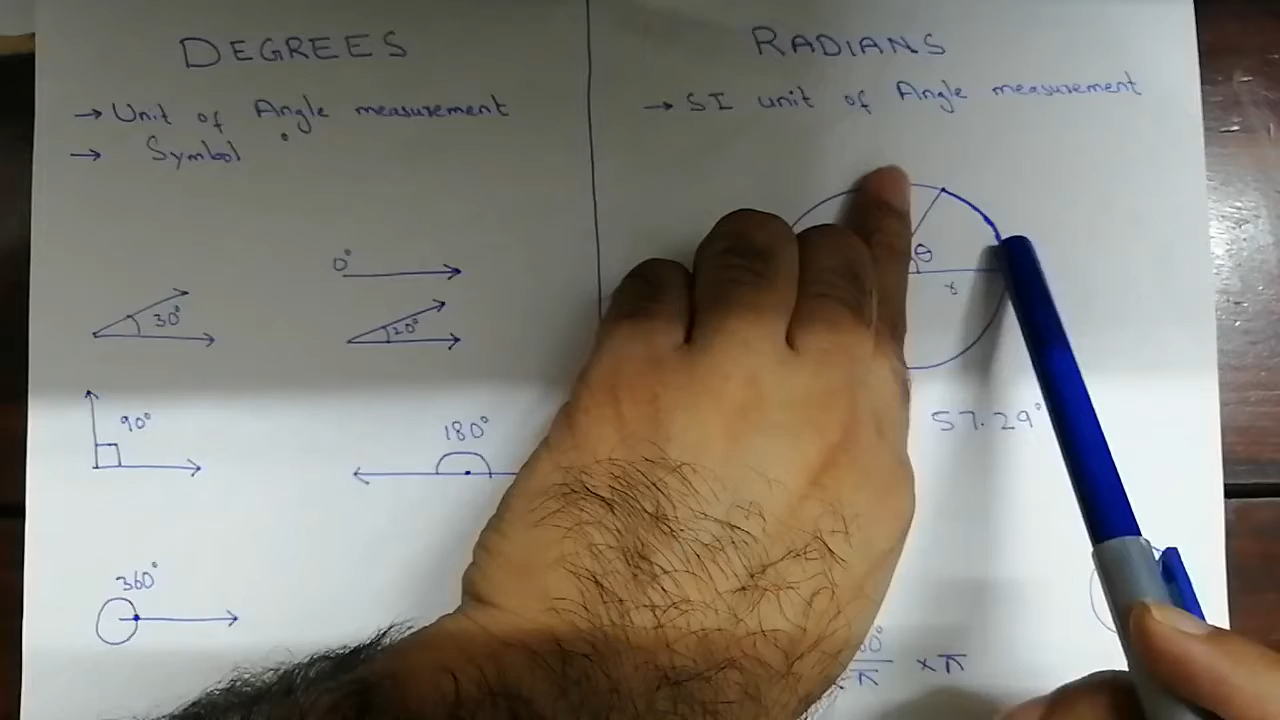 DEGREES
→ Unit of Angle measurement
→ Symbol °
0°
30°
20°
90°
180°
360°
RADIANS
→ SI unit of Angle measurement
θ
r
57.29°
π × π